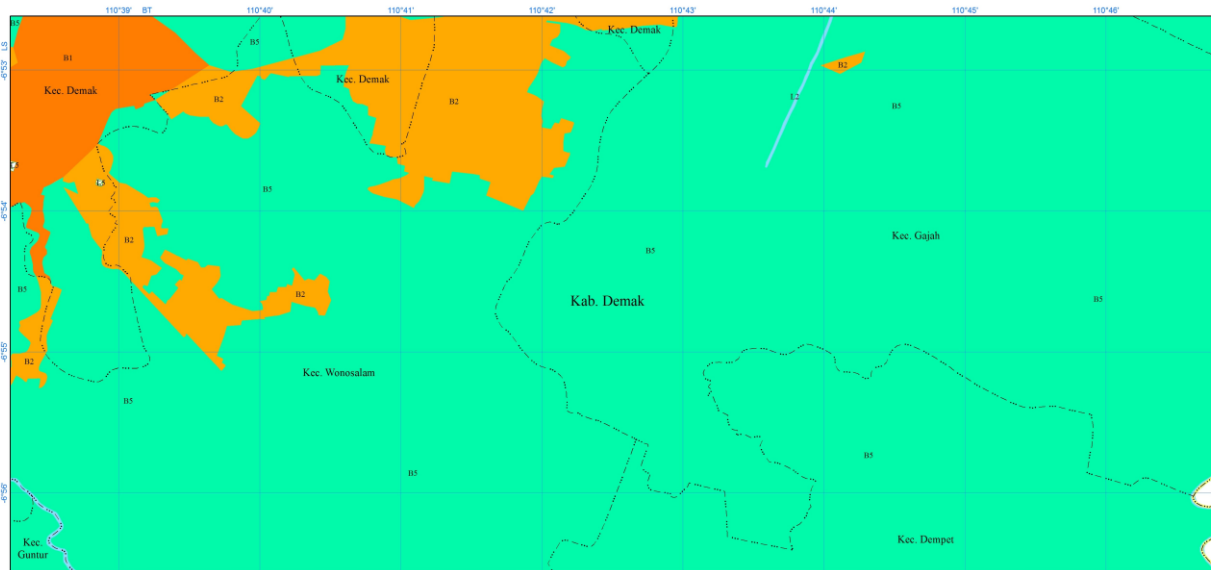 110°39' BT 110°40' 110°41' 110°42' 110°43' 110°44' 110°45' 110°46'
B5
B5
Kec. Demak
LS
B1
-6°53'
B2
Kec. Demak
Kec. Demak
B2
B2
L2
B5
L5
B5
-6°54'
B2
B5
Kec. Gajah
B5
B2
Kab. Demak
B5
-6°55'
B2
Kec. Wonosalam
B5
B5
B5
-6°56'
Kec.
Guntur
Kec. Dempet